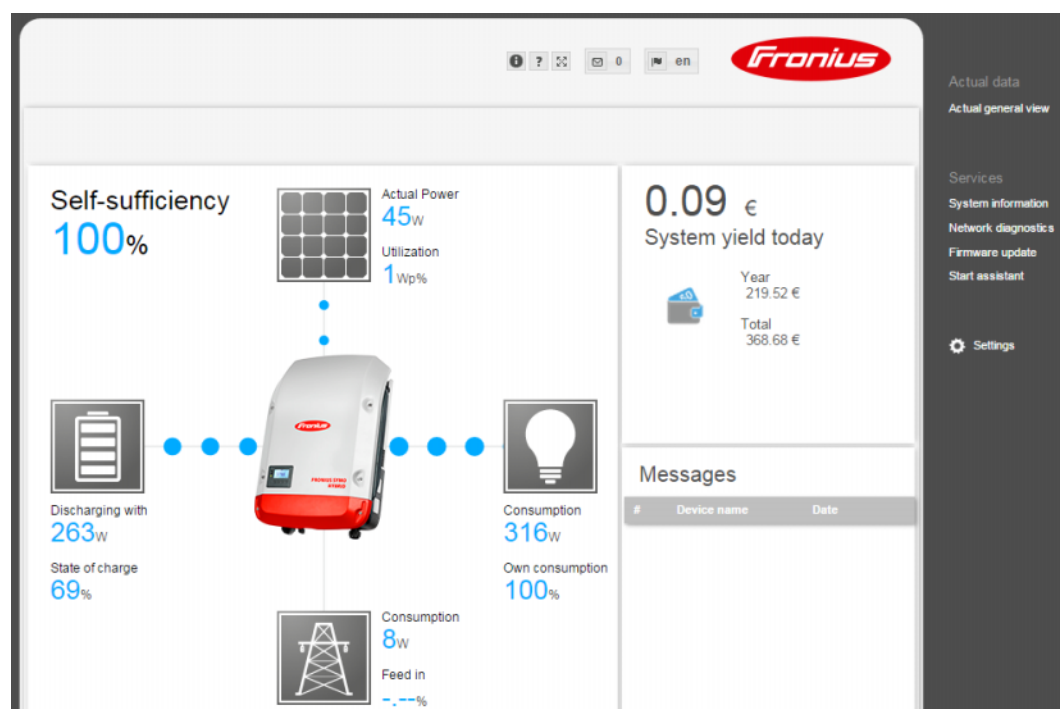 ? 0 en
Fronius
Actual data
Actual general view
Services
System information
Network diagnostics
Firmware update
Start assistant
Settings
Self-sufficiency
100%
Actual Power
45W
Utilization
1Wp%
Fronius
FRONIUS SYMO
HYBRID
Discharging with
263W
State of charge
69%
Consumption
316W
Own consumption
100%
Consumption
8W
Feed in
-.--%
0.09 €
System yield today
Year
219.52 €
Total
368.68 €
Messages
# Device name Date